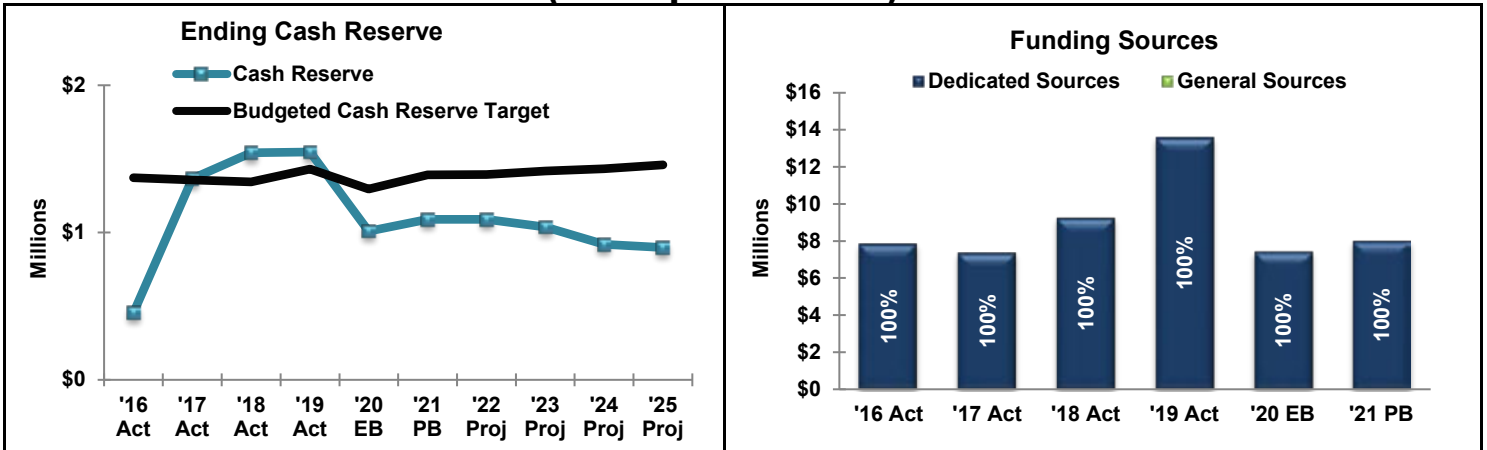 Ending Cash Reserve
Cash Reserve
Budgeted Cash Reserve Target
Millions
$2
$1
$0
'16 '17 '18 '19 '20 '21 '22 '23 '24 '25
Act Act Act Act EB PB Proj Proj Proj Proj
Funding Sources
Dedicated Sources General Sources
Millions
$16
$14
$12
$10
$8
$6
$4
$2
$0
100% 100% 100% 100% 100% 100%
'16 Act '17 Act '18 Act '19 Act '20 EB '21 PB